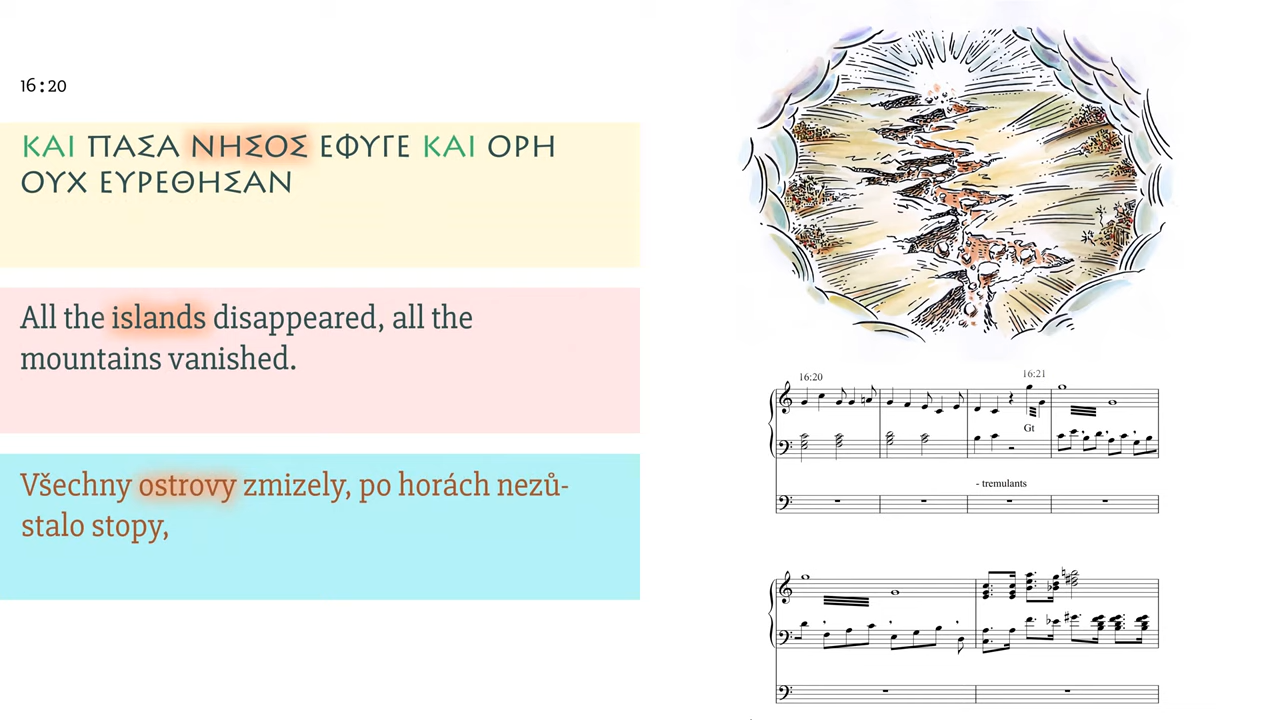 16:20
ΚΑΙ ΠΑΣΑ ΝΗΣΟΣ ΕΦΥΓΕ ΚΑΙ ΟΡΗ
ΟΥΧ ΕΥΡΕΘΗΣΑΝ
All the islands disappeared, all the
mountains vanished.
Všechny ostrovy zmizely, po horách nezů-
stalo stopy,
16:20
16:21
Gt
- tremulants